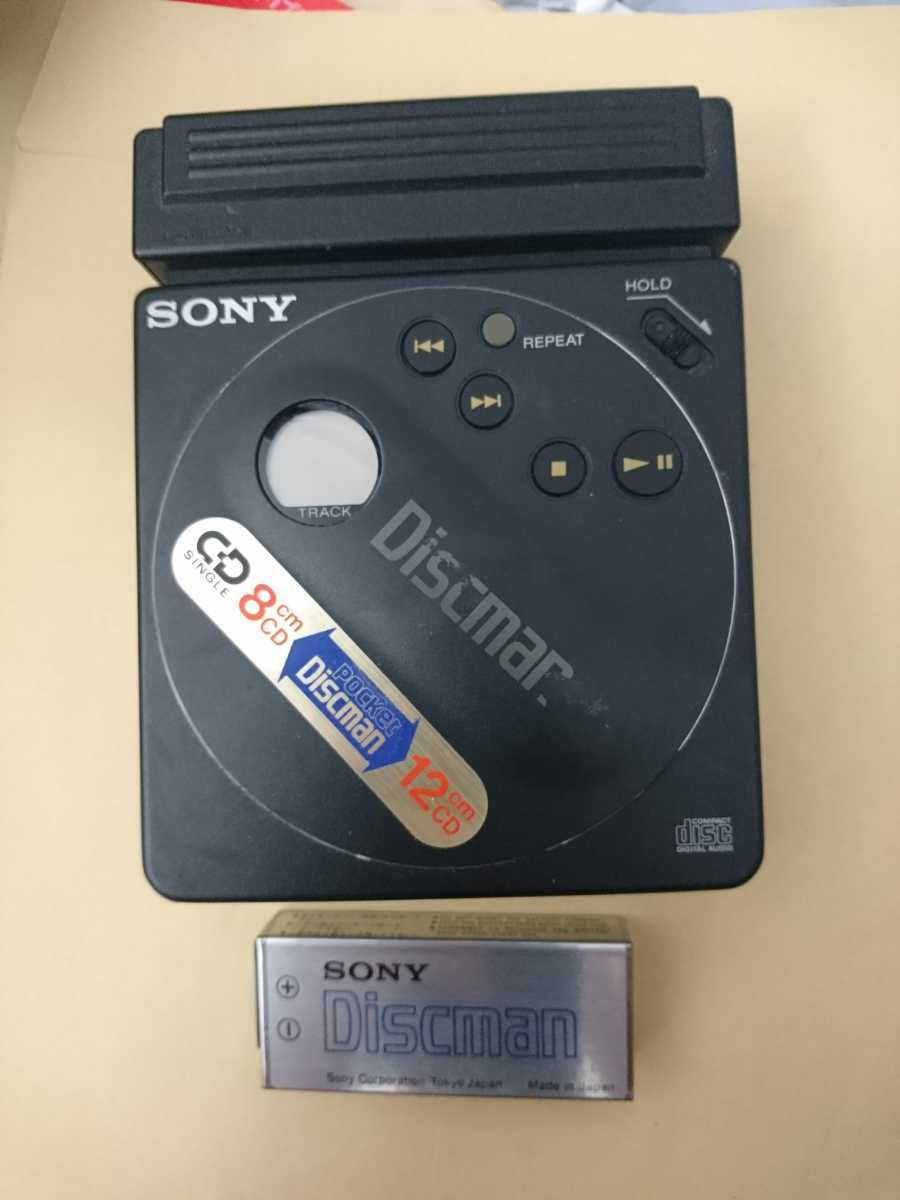 SONY
HOLD
REPEAT
TRACK
Discman
CD
SINGLE
8cm
CD
Pocket
Discman
12cm
CD
COMPACT
disc
DIGITAL AUDIO
SONY
Discman
Sony Corporation Tokyo Japan Made in Japan